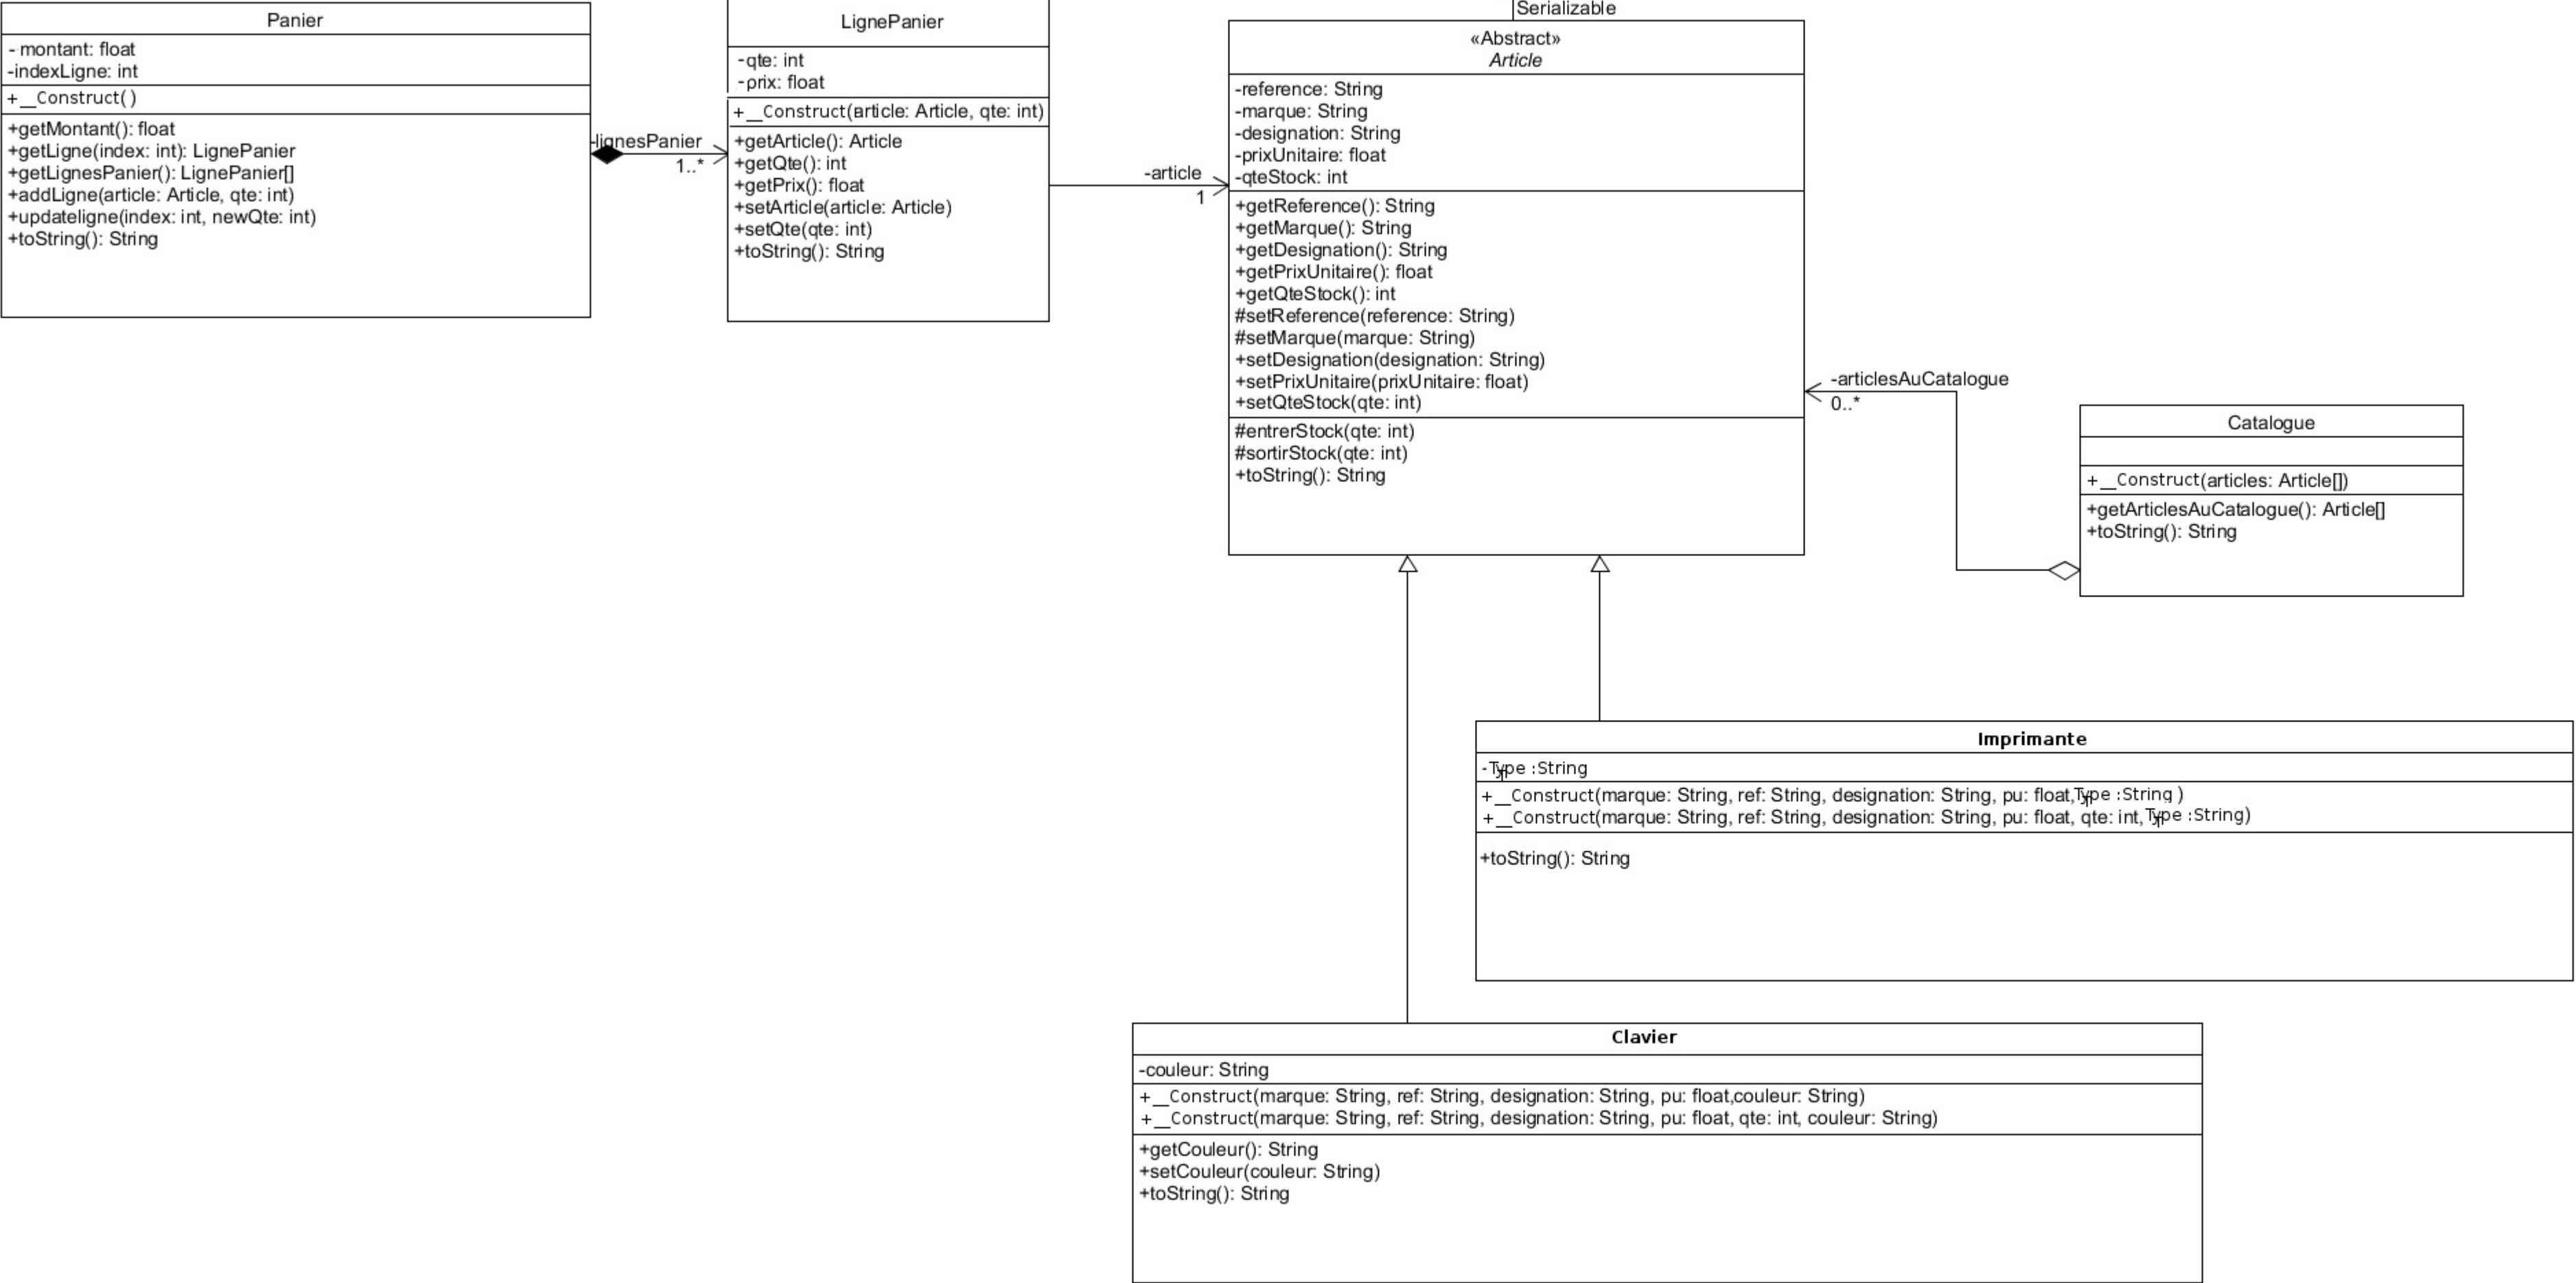 Panier
- montant: float
-indexLigne: int
+__Construct()
+getMontant(): float
+getLigne(index: int): LignePanier
+getLignesPanier(): LignePanier[]
+addLigne(article: Article, qte: int)
+updateligne(index: int, newQte: int)
+toString(): String
-lignesPanier
1..*
LignePanier
-qte: int
-prix: float
+__Construct(article: Article, qte: int)
+getArticle(): Article
+getQte(): int
+getPrix(): float
+setArticle(article: Article)
+setQte(qte: int)
+toString(): String
-article
1
Serializable
«Abstract»
Article
-reference: String
-marque: String
-designation: String
-prixUnitaire: float
-qteStock: int
+getReference(): String
+getMarque(): String
+getDesignation(): String
+getPrixUnitaire(): float
+getQteStock(): int
#setReference(reference: String)
#setMarque(marque: String)
+setDesignation(designation: String)
+setPrixUnitaire(prixUnitaire: float)
+setQteStock(qte: int)
#entrerStock(qte: int)
#sortirStock(qte: int)
+toString(): String
-articlesAuCatalogue
0..*
Catalogue
+__Construct(articles: Article[])
+getArticlesAuCatalogue(): Article[]
+toString(): String
Imprimante
-Type :String
+__Construct(marque: String, ref: String, designation: String, pu: float,Type :String )
+__Construct(marque: String, ref: String, designation: String, pu: float, qte: int,Type :String)
+toString(): String
Clavier
-couleur: String
+__Construct(marque: String, ref: String, designation: String, pu: float,couleur: String)
+__Construct(marque: String, ref: String, designation: String, pu: float, qte: int, couleur: String)
+getCouleur(): String
+setCouleur(couleur: String)
+toString(): String